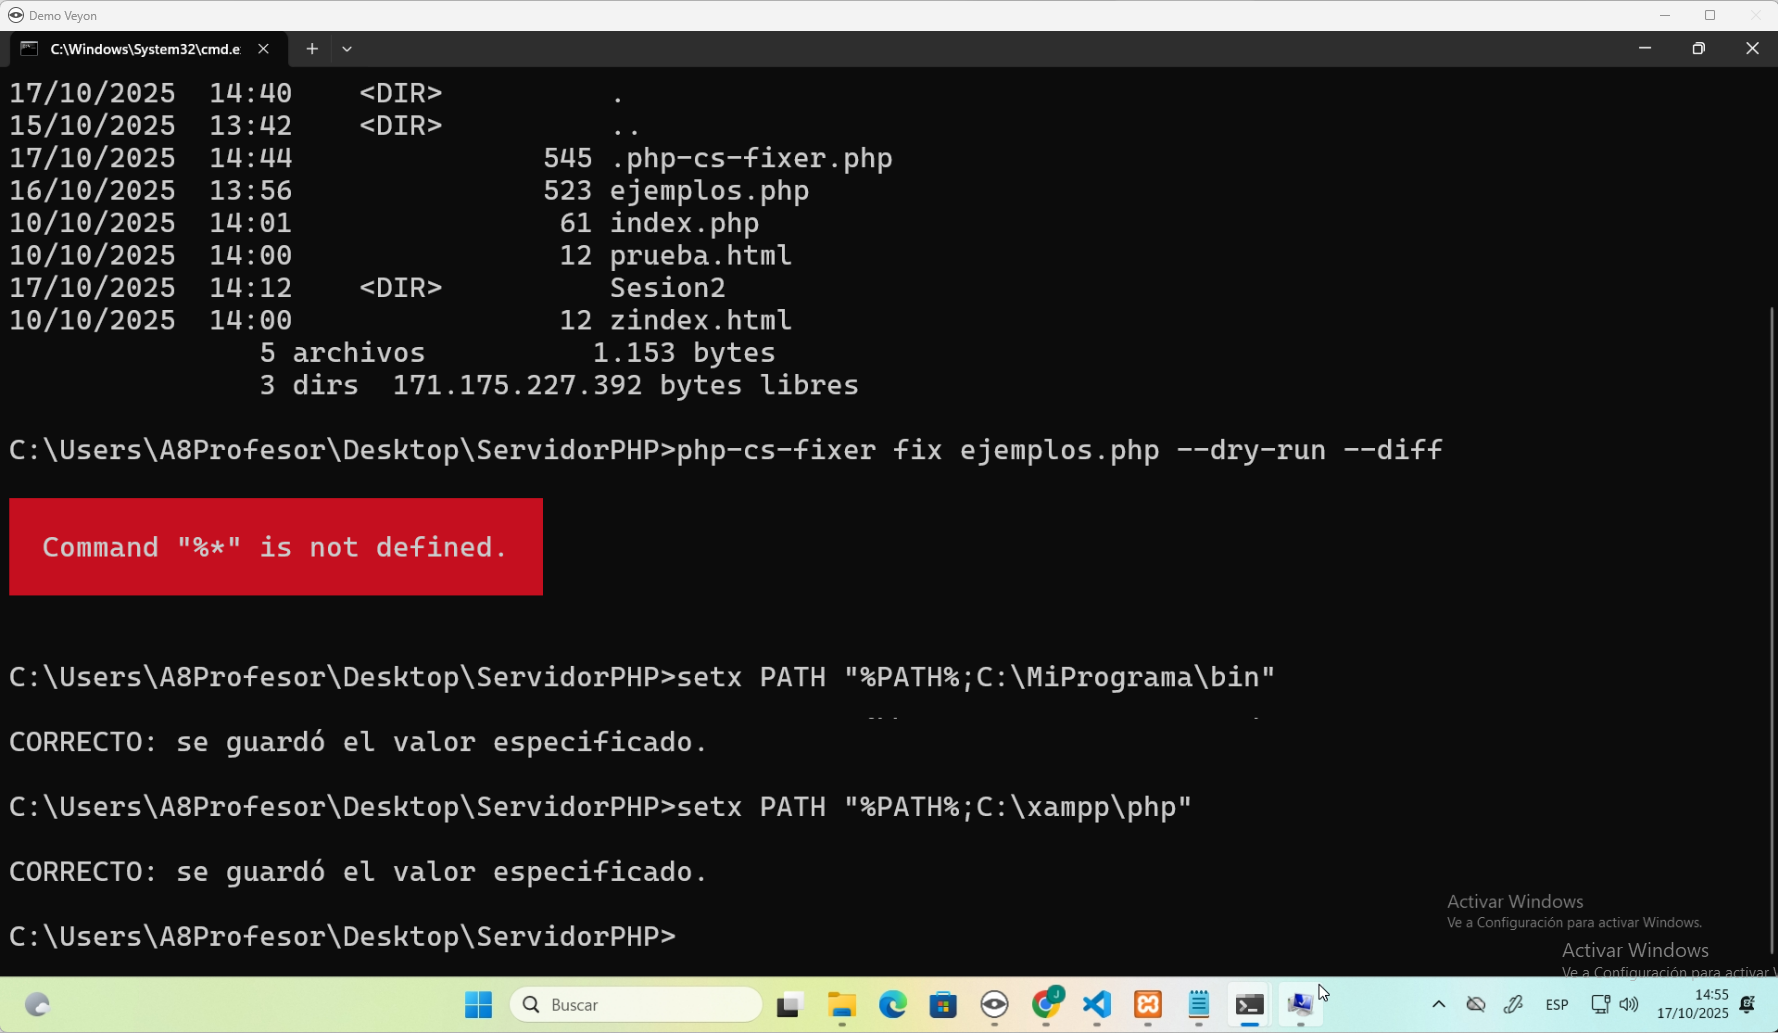 Demo Veyon
C:\Windows\System32\cmd.e:
17/10/2025  14:40    <DIR>          .
15/10/2025  13:42    <DIR>          ..
17/10/2025  14:44               545 .php-cs-fixer.php
16/10/2025  13:56               523 ejemplos.php
10/10/2025  14:01                61 index.php
10/10/2025  14:00                12 prueba.html
17/10/2025  14:12    <DIR>          Sesion2
10/10/2025  14:00                12 zindex.html
5 archivos          1.153 bytes
3 dirs  171.175.227.392 bytes libres
C:\Users\A8Profesor\Desktop\ServidorPHP>php-cs-fixer fix ejemplos.php --dry-run --diff
Command "%*" is not defined.
C:\Users\A8Profesor\Desktop\ServidorPHP>setx PATH "%PATH%;C:\MiPrograma\bin"
CORRECTO: se guardó el valor especificado.
C:\Users\A8Profesor\Desktop\ServidorPHP>setx PATH "%PATH%;C:\xampp\php"
CORRECTO: se guardó el valor especificado.
C:\Users\A8Profesor\Desktop\ServidorPHP>
Activar Windows
Ve a Configuración para activar Windows.
Activar Windows
Ve a Configuración para activar
Buscar
J
ESP
14:55
17/10/2025